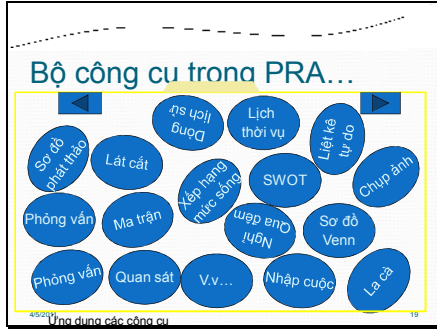 Bộ công cụ trong PRA…
Dòng lịch sử
Lịch
thời vụ
Liệt kê
tự do
Sơ đồ
phát thảo
Lát cắt
Xếp hạng
mức sống
SWOT
Chụp ảnh
Phỏng vấn
Ma trận
Nghỉ
Qua đêm
Sơ đồ
Venn
Phỏng vấn
Quan sát
V.v…
Nhập cuộc
La cà
4/5/2011
Ứng dụng các công cụ
19